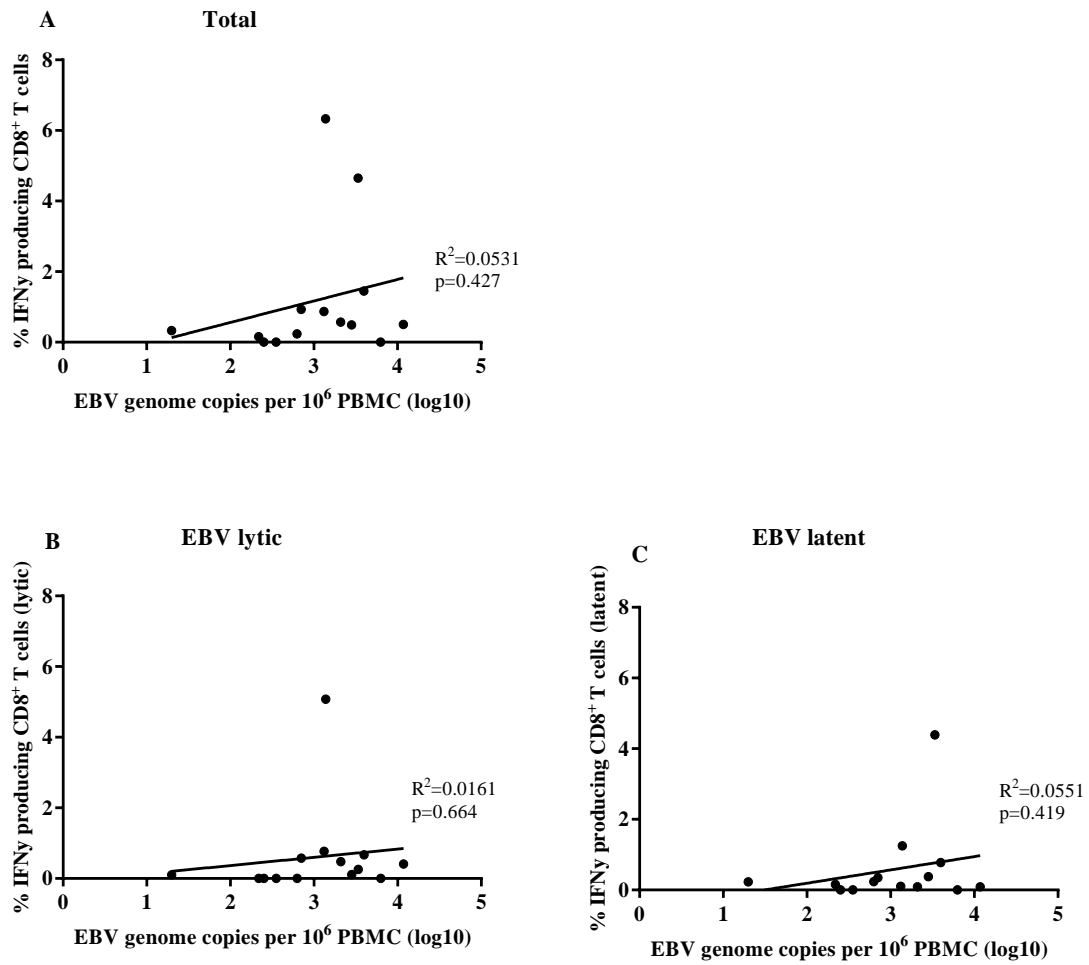 A
Total
% IFNy producing CD8⁺ T cells
8
6
4
2
0
R²=0.0531
p=0.427
0 1 2 3 4 5
EBV genome copies per 10⁶ PBMC (log10)
B
EBV lytic
% IFNy producing CD8⁺ T cells (lytic)
8
6
4
2
0
R²=0.0161
p=0.664
0 1 2 3 4 5
EBV genome copies per 10⁶ PBMC (log10)
C
EBV latent
% IFNy producing CD8⁺ T cells (latent)
8
6
4
2
0
R²=0.0551
p=0.419
0 1 2 3 4 5
EBV genome copies per 10⁶ PBMC (log10)